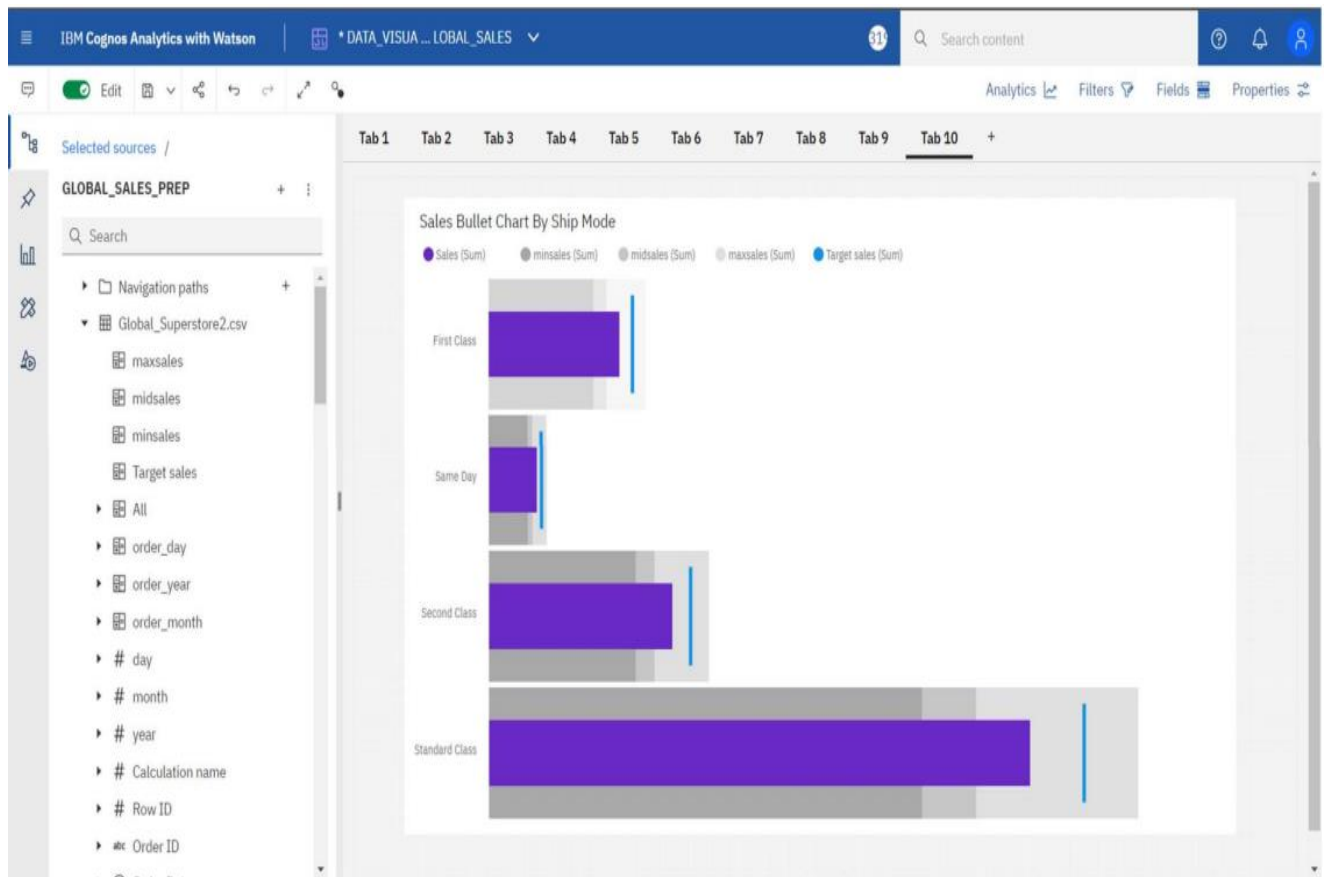 IBM Cognos Analytics with Watson
* DATA_VISUA ... LOBAL_SALES
Search content
Edit
Analytics
Filters
Fields
Properties
Selected sources /
Tab 1 Tab 2 Tab 3 Tab 4 Tab 5 Tab 6 Tab 7 Tab 8 Tab 9 Tab 10 +
GLOBAL_SALES_PREP
Search
Navigation paths
Global_Superstore2.csv
maxsales
midsales
minsales
Target sales
All
order_day
order_year
order_month
# day
# month
# year
# Calculation name
# Row ID
abc Order ID
Sales Bullet Chart By Ship Mode
Sales (Sum) minsales (Sum) midsales (Sum) maxsales (Sum) Target sales (Sum)
First Class
Same Day
Second Class
Standard Class